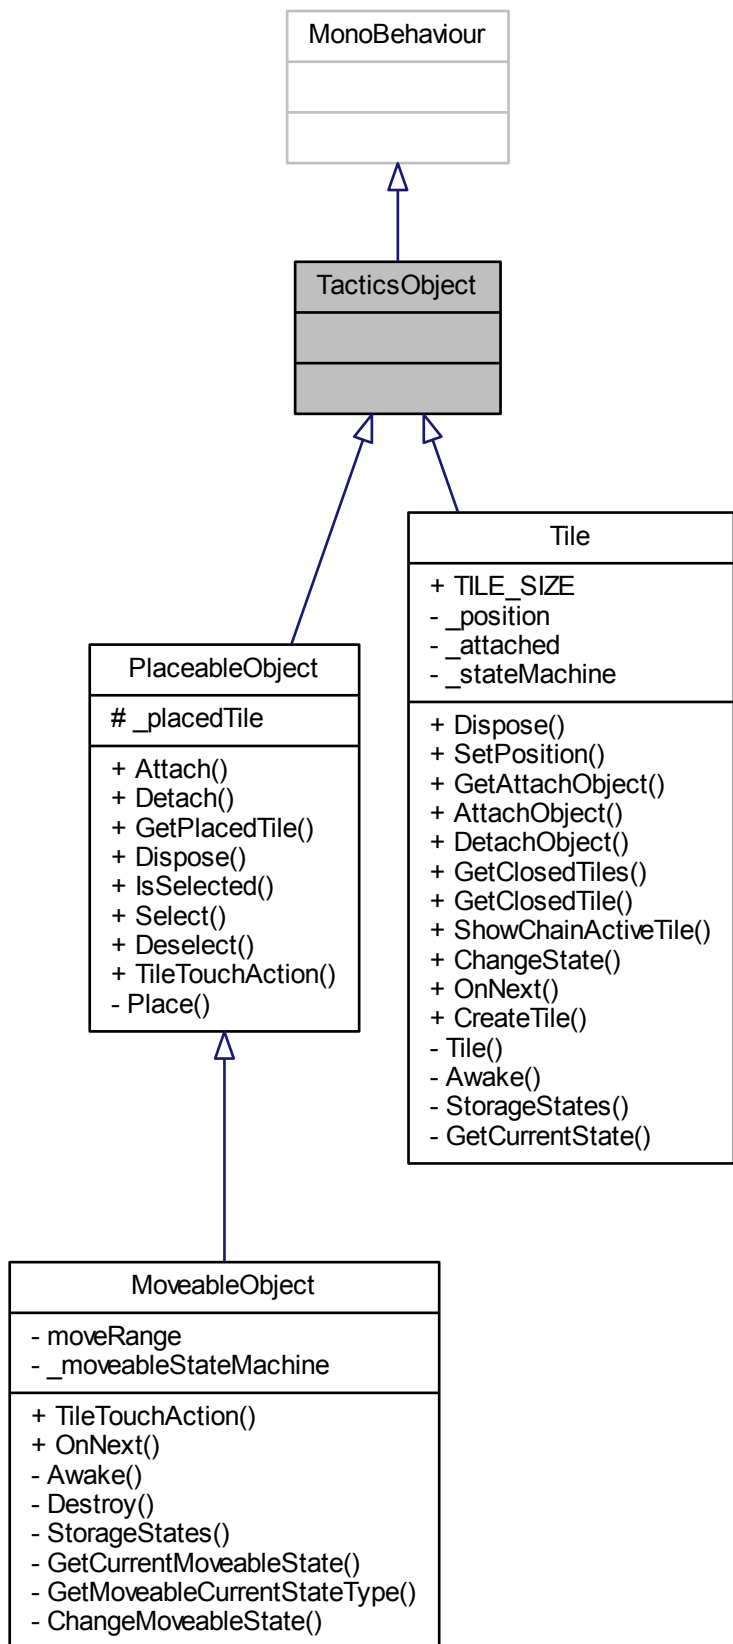 MonoBehaviour
TacticsObject
Tile
+ TILE_SIZE
- _position
- _attached
- _stateMachine
+ Dispose()
+ SetPosition()
+ GetAttachObject()
+ AttachObject()
+ DetachObject()
+ GetClosedTiles()
+ GetClosedTile()
+ ShowChainActiveTile()
+ ChangeState()
+ OnNext()
+ CreateTile()
- Tile()
- Awake()
- StorageStates()
- GetCurrentState()
PlaceableObject
# _placedTile
+ Attach()
+ Detach()
+ GetPlacedTile()
+ Dispose()
+ IsSelected()
+ Select()
+ Deselect()
+ TileTouchAction()
- Place()
MoveableObject
- moveRange
- _moveableStateMachine
+ TileTouchAction()
+ OnNext()
- Awake()
- Destroy()
- StorageStates()
- GetCurrentMoveableState()
- GetMoveableCurrentStateType()
- ChangeMoveableState()